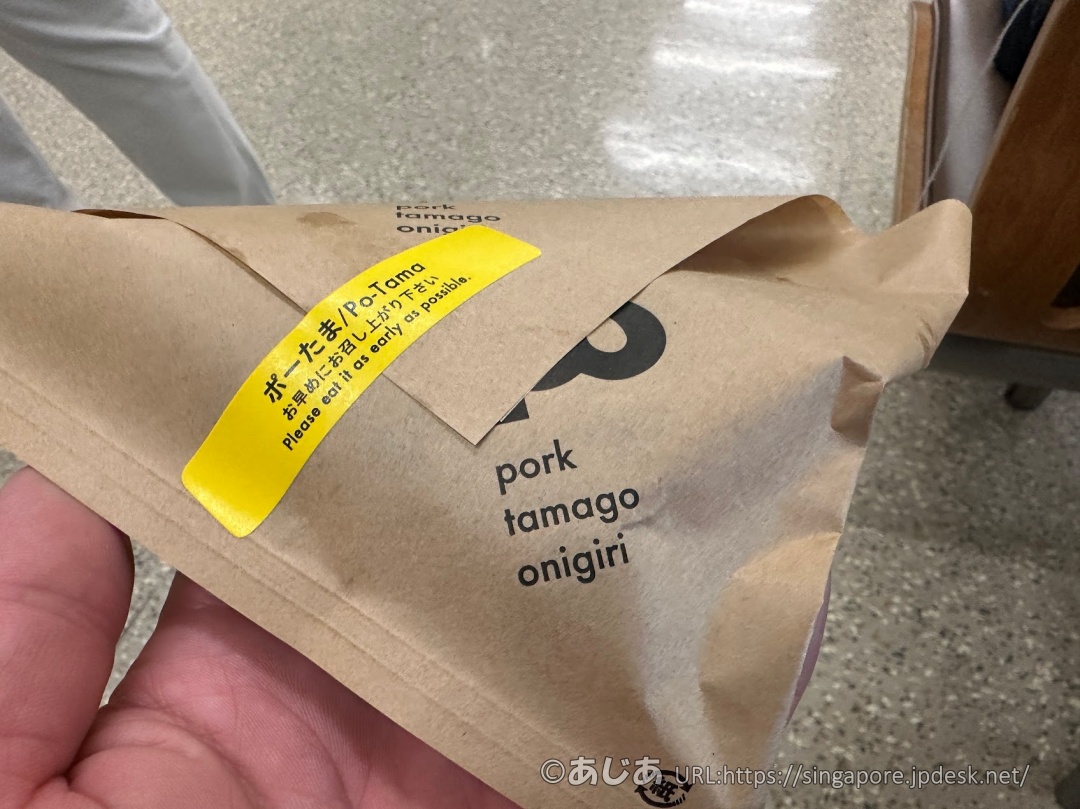 pork
tamago
onigiri
ポーたま/Po-Tama
お早めにお召し上がり下さい
Please eat it as early as possible.
P
pork
tamago
onigiri
©あじあ URL:https://singapore.jpdesk.net/